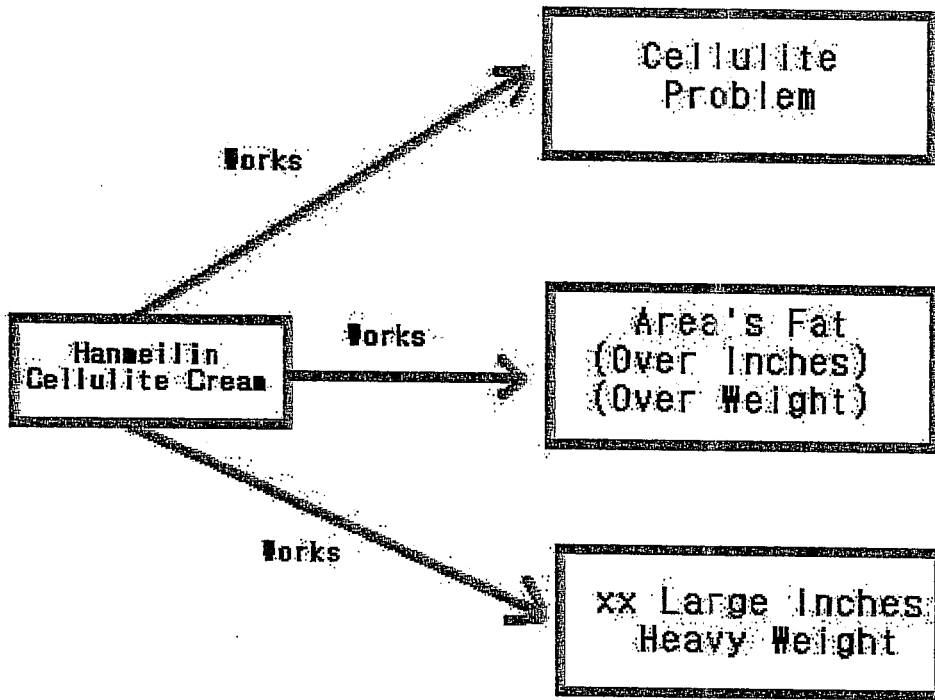 Cellulite
Problem
Works
Hanmeilin
Cellulite Cream
Works
Area's Fat
(Over Inches)
(Over Weight)
Works
xx Large Inches
Heavy Weight